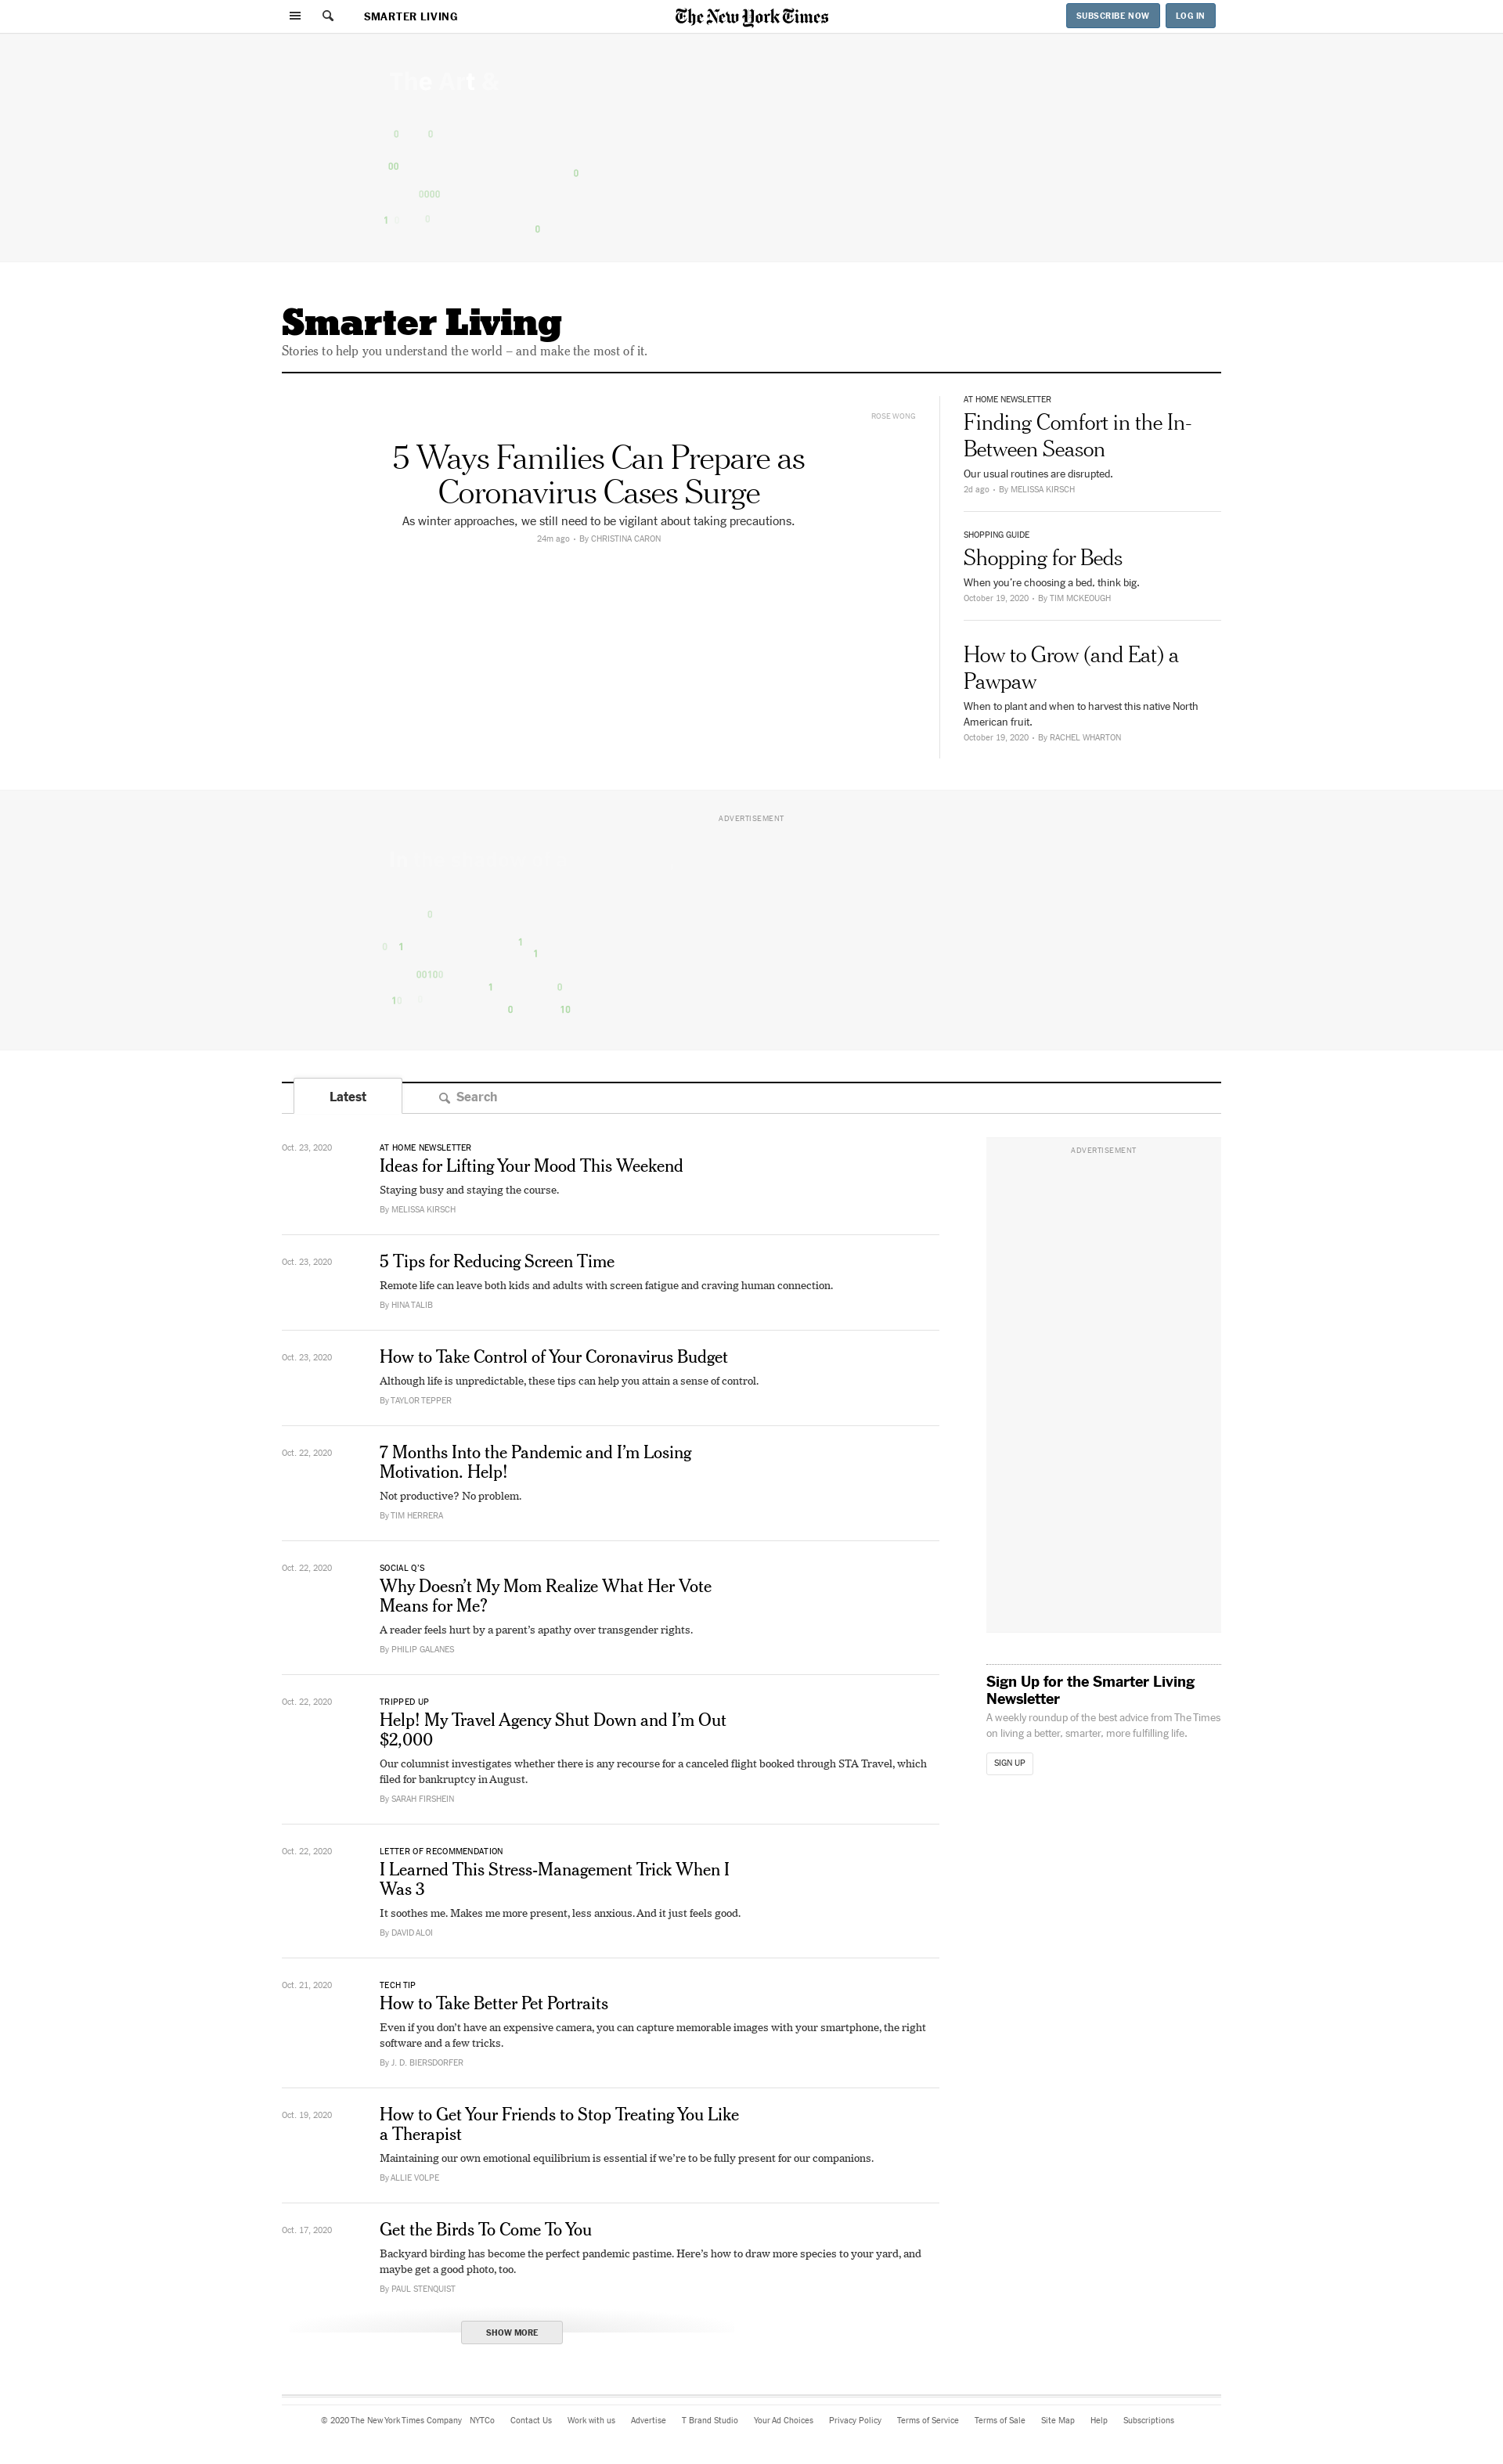 SMARTER LIVING
The New York Times
SUBSCRIBE NOW
LOG IN
The Art &
0 0
00
0
0000
1 0 0
0
Smarter Living
Stories to help you understand the world – and make the most of it.
ROSE WONG
5 Ways Families Can Prepare as
Coronavirus Cases Surge
As winter approaches, we still need to be vigilant about taking precautions.
24m ago • By CHRISTINA CARON
AT HOME NEWSLETTER
Finding Comfort in the In-
Between Season
Our usual routines are disrupted.
2d ago • By MELISSA KIRSCH
SHOPPING GUIDE
Shopping for Beds
When you’re choosing a bed, think big.
October 19, 2020 • By TIM MCKEOUGH
How to Grow (and Eat) a
Pawpaw
When to plant and when to harvest this native North
American fruit.
October 19, 2020 • By RACHEL WHARTON
ADVERTISEMENT
0
0 1
1
1
00100
1 0
10
0 10
Latest
Search
Oct. 23, 2020
AT HOME NEWSLETTER
Ideas for Lifting Your Mood This Weekend
Staying busy and staying the course.
By MELISSA KIRSCH
Oct. 23, 2020
5 Tips for Reducing Screen Time
Remote life can leave both kids and adults with screen fatigue and craving human connection.
By HINA TALIB
Oct. 23, 2020
How to Take Control of Your Coronavirus Budget
Although life is unpredictable, these tips can help you attain a sense of control.
By TAYLOR TEPPER
Oct. 22, 2020
7 Months Into the Pandemic and I’m Losing
Motivation. Help!
Not productive? No problem.
By TIM HERRERA
Oct. 22, 2020
SOCIAL Q’S
Why Doesn’t My Mom Realize What Her Vote
Means for Me?
A reader feels hurt by a parent’s apathy over transgender rights.
By PHILIP GALANES
Oct. 22, 2020
TRIPPED UP
Help! My Travel Agency Shut Down and I’m Out
$2,000
Our columnist investigates whether there is any recourse for a canceled flight booked through STA Travel, which
filed for bankruptcy in August.
By SARAH FIRSHEIN
Oct. 22, 2020
LETTER OF RECOMMENDATION
I Learned This Stress-Management Trick When I
Was 3
It soothes me. Makes me more present, less anxious. And it just feels good.
By DAVID ALOI
Oct. 21, 2020
TECH TIP
How to Take Better Pet Portraits
Even if you don’t have an expensive camera, you can capture memorable images with your smartphone, the right
software and a few tricks.
By J. D. BIERSDORFER
Oct. 19, 2020
How to Get Your Friends to Stop Treating You Like
a Therapist
Maintaining our own emotional equilibrium is essential if we’re to be fully present for our companions.
By ALLIE VOLPE
Oct. 17, 2020
Get the Birds To Come To You
Backyard birding has become the perfect pandemic pastime. Here’s how to draw more species to your yard, and
maybe get a good photo, too.
By PAUL STENQUIST
SHOW MORE
ADVERTISEMENT
Sign Up for the Smarter Living
Newsletter
A weekly roundup of the best advice from The Times
on living a better, smarter, more fulfilling life.
SIGN UP
© 2020 The New York Times Company NYTCo Contact Us Work with us Advertise T Brand Studio Your Ad Choices Privacy Policy Terms of Service Terms of Sale Site Map Help Subscriptions